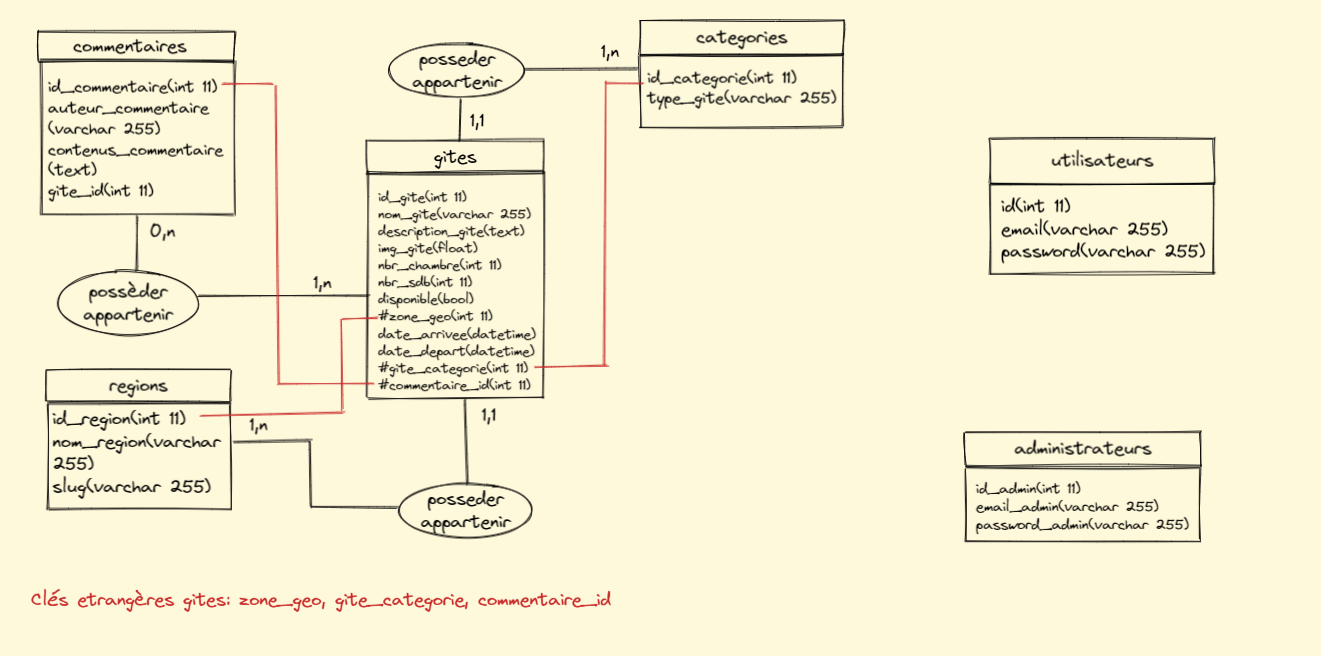 commentaires
id_commentaire(int 11)
auteur_commentaire
(varchar 255)
contenus_commentaire
(text)
gite_id(int 11)
0,n
possèder
appartenir
1,n
regions
id_region(int 11)
nom_region(varchar
255)
slug(varchar 255)
1,n
posseder
appartenir
1,n
1,1
gites
id_gite(int 11)
nom_gite(varchar 255)
description_gite(text)
img_gite(float)
nbr_chambre(int 11)
nbr_sdb(int 11)
disponible(bool)
#zone_geo(int 11)
date_arrivee(datetime)
date_depart(datetime)
#gite_categorie(int 11)
#commentaire_id(int 11)
1,1
posseder
appartenir
categories
id_categorie(int 11)
type_gite(varchar 255)
utilisateurs
id(int 11)
email(varchar 255)
password(varchar 255)
administrateurs
id_admin(int 11)
email_admin(varchar 255)
password_admin(varchar 255)
Clés etrangères gites: zone_geo, gite_categorie, commentaire_id